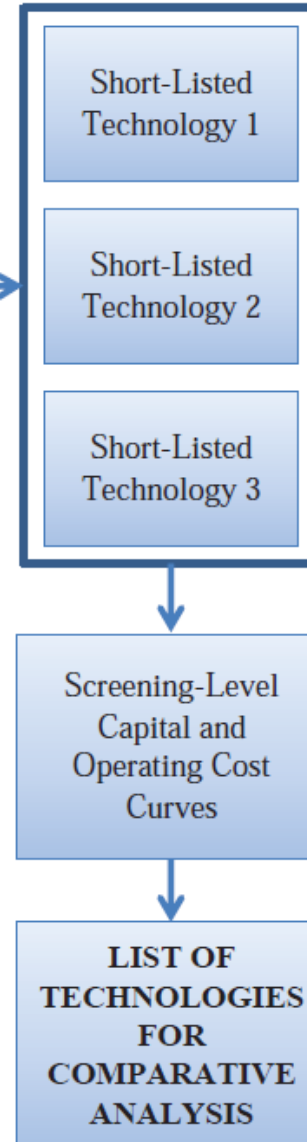 Short-Listed
Technology 1
Short-Listed
Technology 2
Short-Listed
Technology 3
Screening-Level
Capital and
Operating Cost
Curves
LIST OF
TECHNOLOGIES
FOR
COMPARATIVE
ANALYSIS